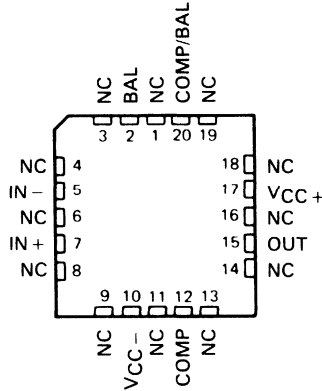 NC
BAL
NC
COMP/BAL
NC
3 2 1 20 19
NC 4
IN − 5
NC 6
IN + 7
NC 8
18 NC
17 VCC +
16 NC
15 OUT
14 NC
9 10 11 12 13
NC
VCC −
NC
COMP
NC